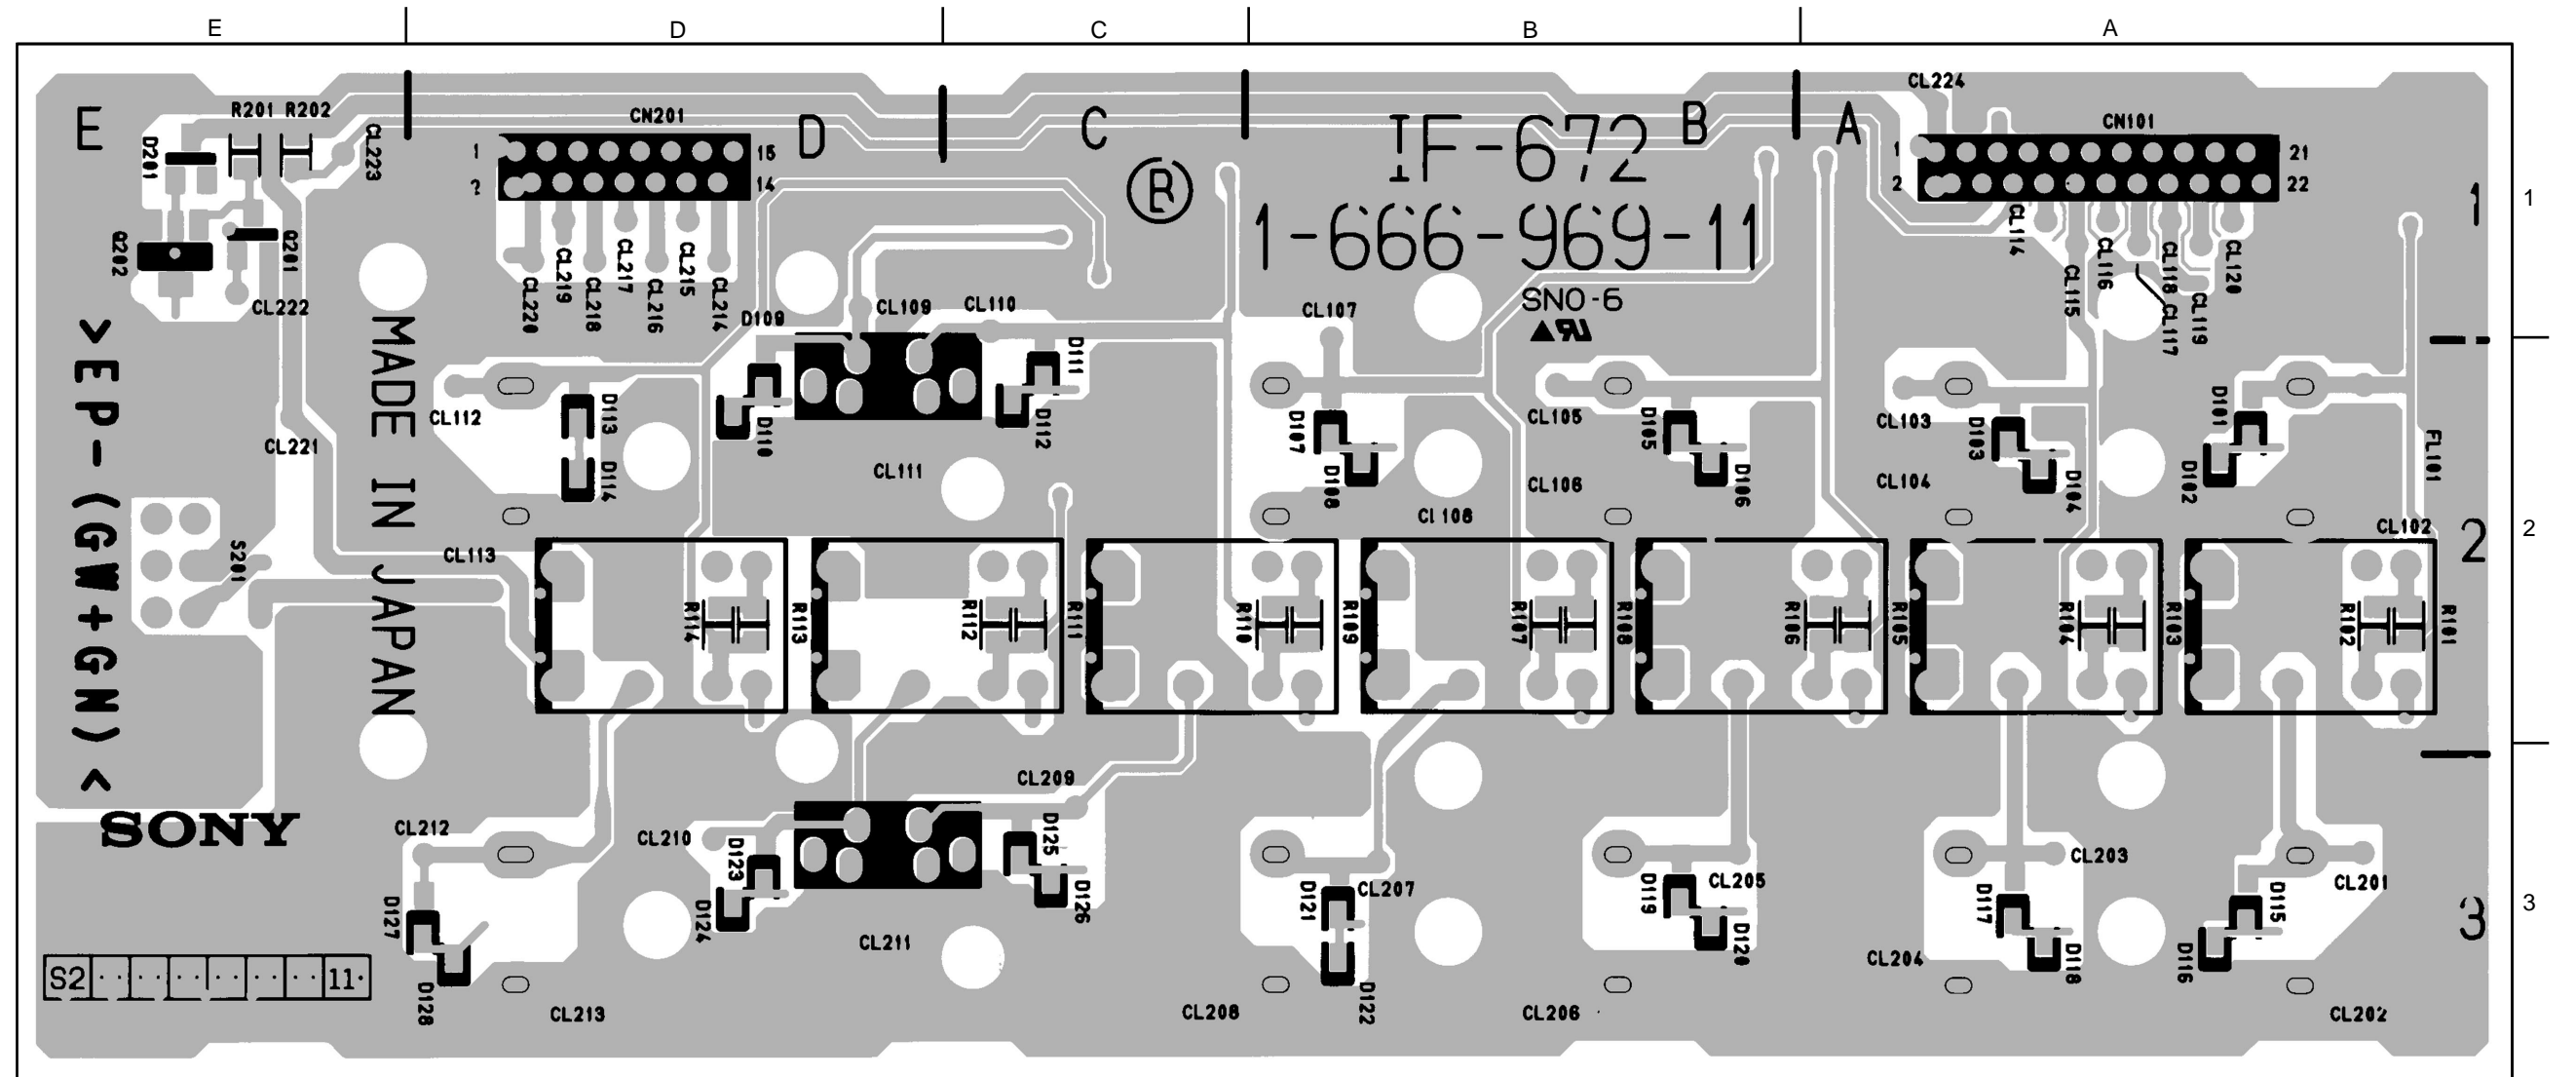 E D C B A
CL224
E R201 R202 CN201 D C IF-672 B A CN101
D201 CL223 1 15 1 21
2 14 B 2 22
1-666-969-11 1 1
Q202 Q201 CL114 CL116 CL118 CL120
CL222 CL220 CL219 CL218 CL217 CL216 CL215 CL214 CL115 CL117 CL119
SNO-6
D109 CL109 CL110 CL107
>EP-(GW+GN)<
MADE IN JAPAN
CL112 D113 D110 D111 D112 D107 CL105 D105 CL103 D103 D101
CL221 D114 CL111 D108 CL106 D106 CL104 D104 D102 FL101
CL108 CL102
S201 CL113 2 2
R114 R113 R112 R111 R110 R109 R107 R108 R106 R105 R104 R103 R102 R101
CL209
SONY CL212 CL210 D123 D125 CL203
D127 D124 D126 D121 CL207 D119 CL205 D117 D115 CL201 3 3
CL211 D120 CL204 D118 D116
S2 11
D128 CL213 CL208 D122 CL206 CL202